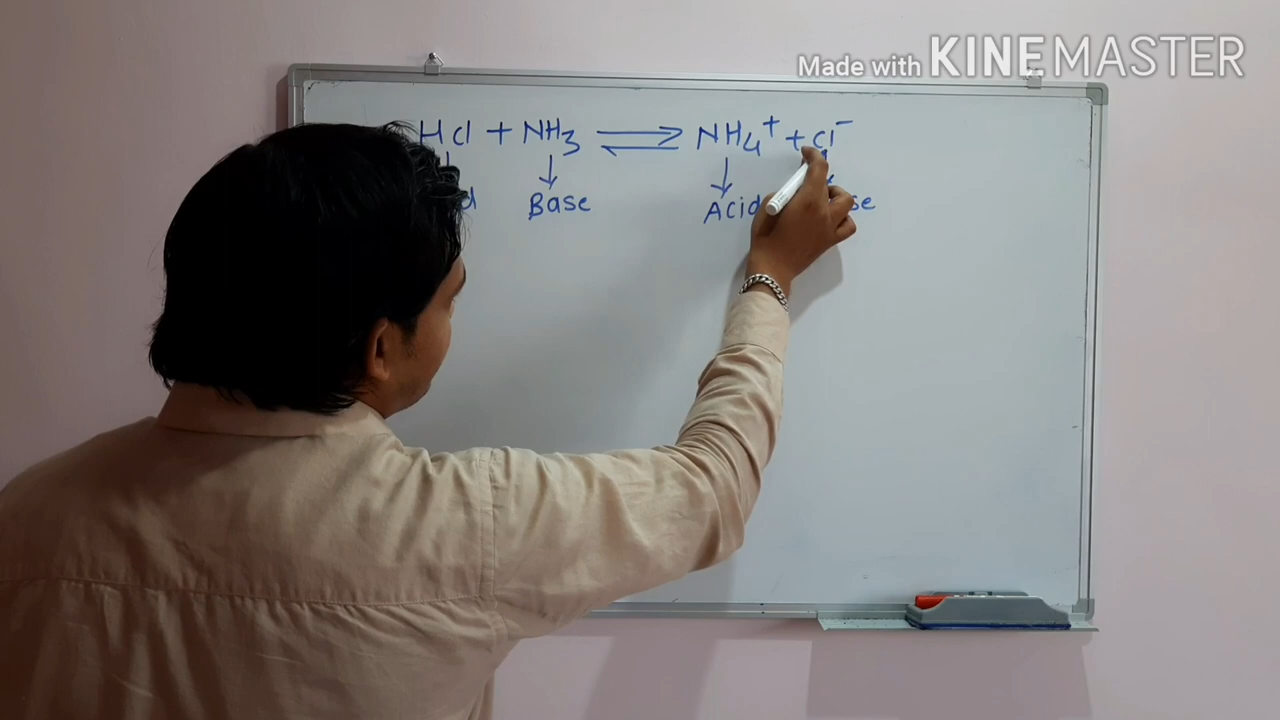 Made with KINEMASTER
HCl + NH3 ⇌ NH4+ + Cl-
↓ ↓ ↓
Base Acid